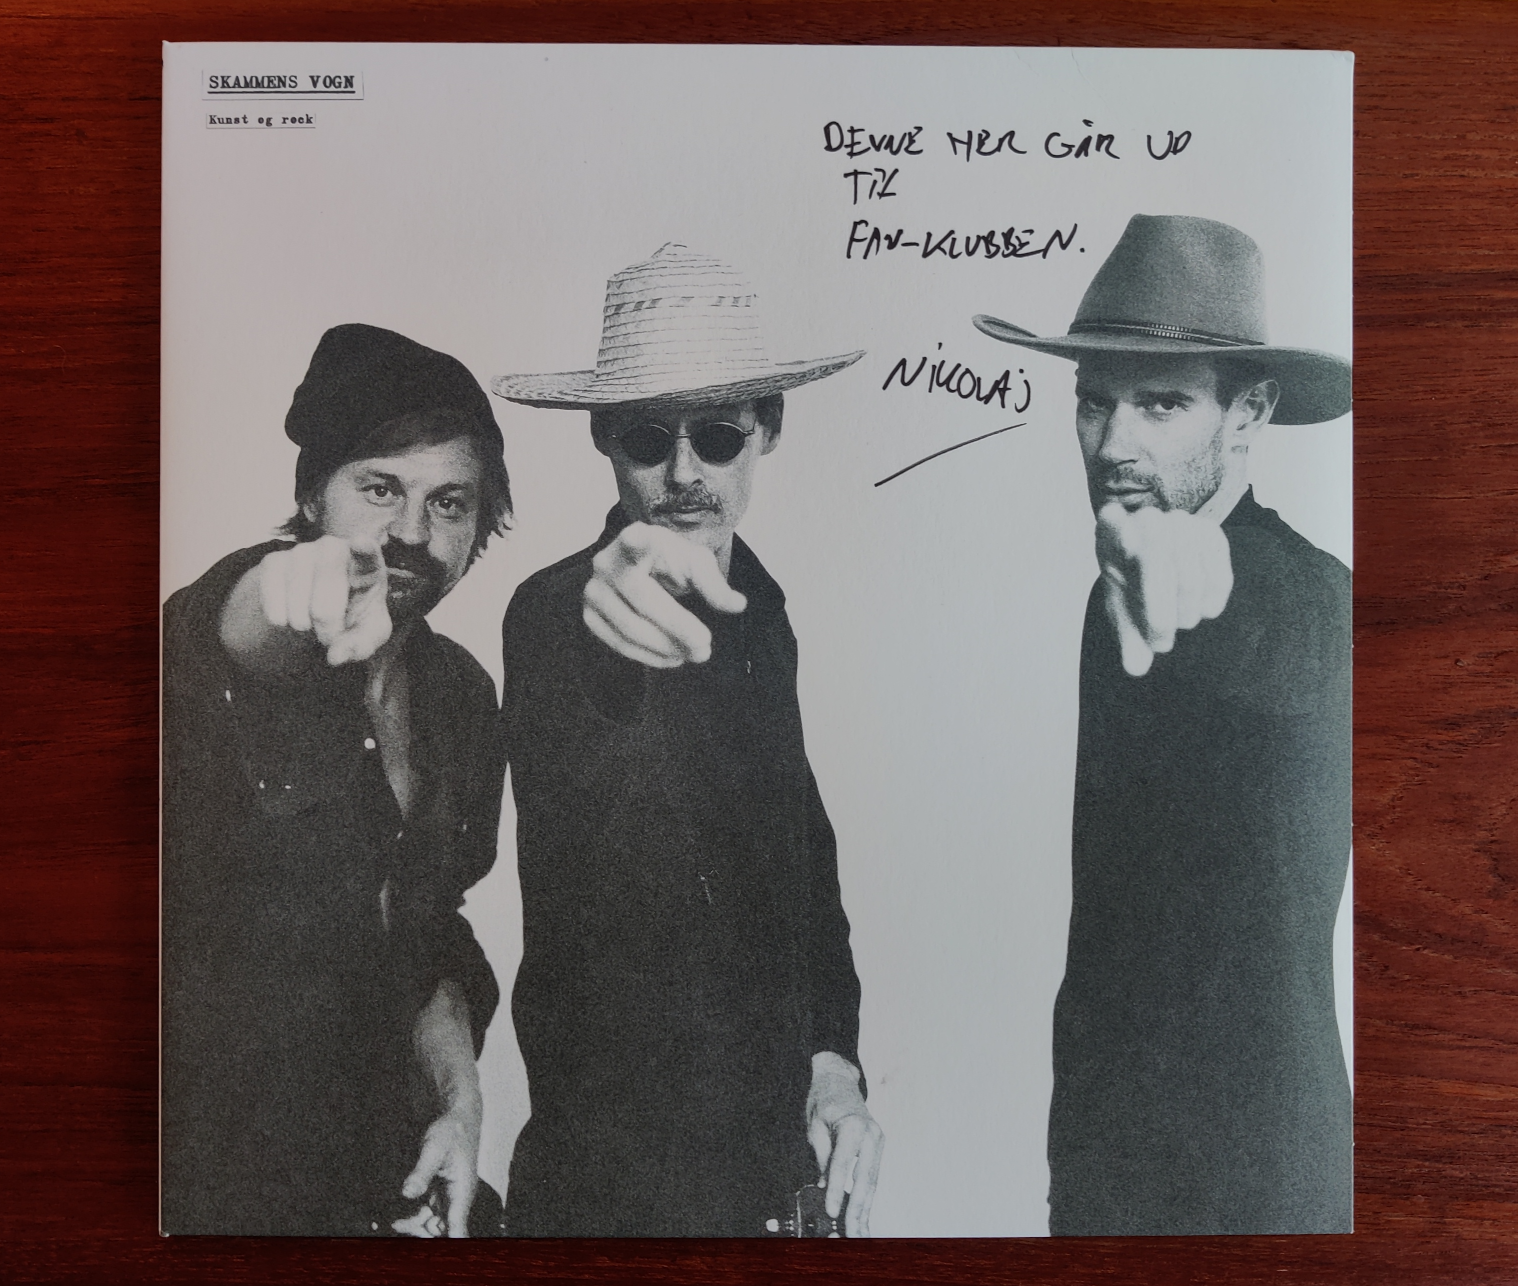 SKAMMENS VOGN
Kunst og rock
DENNE HER GÅR UD
TIL
FAN-KLUBBEN.
NIKOLAJ